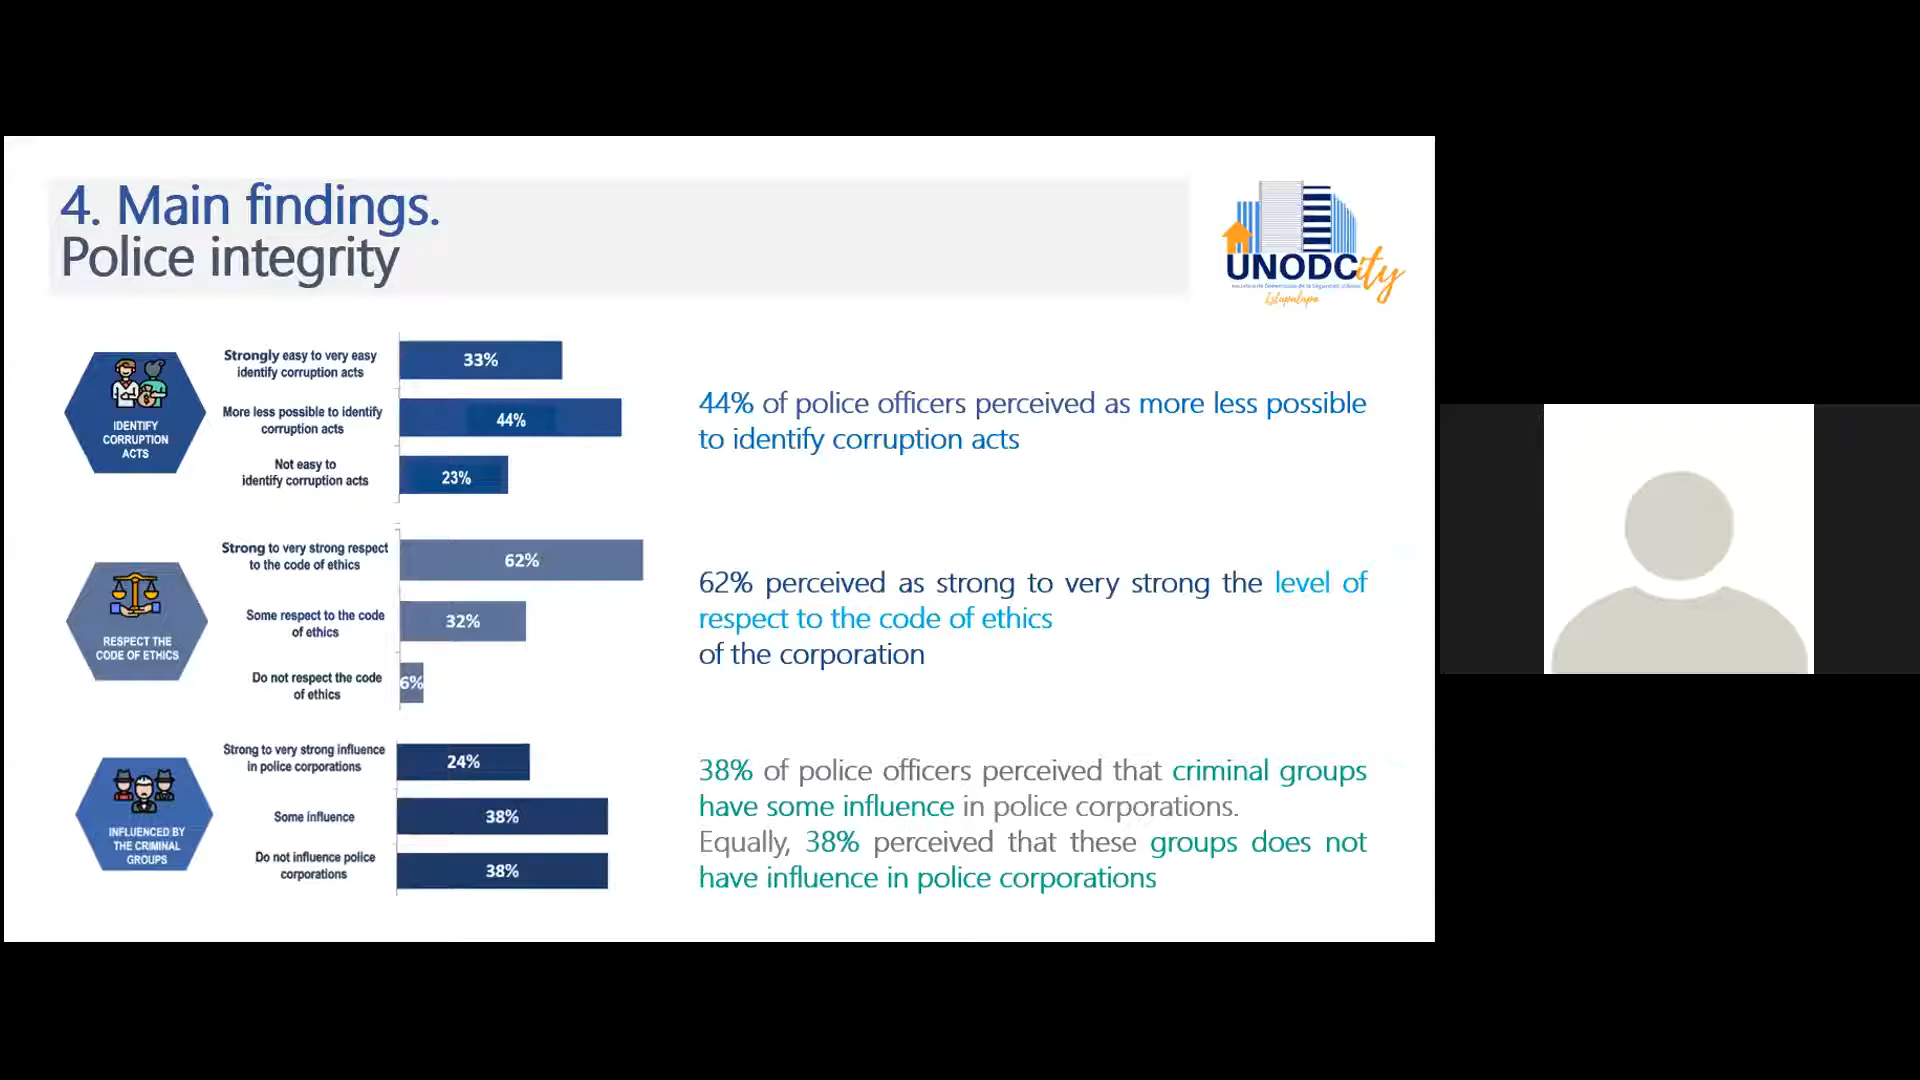 4. Main findings.
Police integrity
UNODCity
Iztapalapa
IDENTIFY
CORRUPTION
ACTS
Strongly easy to very easy
identify corruption acts
33%
More less possible to identify
corruption acts
44%
Not easy to
identify corruption acts
23%
44% of police officers perceived as more less possible
to identify corruption acts
RESPECT THE
CODE OF ETHICS
Strong to very strong respect
to the code of ethics
62%
Some respect to the code
of ethics
32%
Do not respect the code
of ethics
6%
62% perceived as strong to very strong the level of
respect to the code of ethics
of the corporation
INFLUENCED BY
THE CRIMINAL
GROUPS
Strong to very strong influence
in police corporations
24%
Some influence
38%
Do not influence police
corporations
38%
38% of police officers perceived that criminal groups
have some influence in police corporations.
Equally, 38% perceived that these groups does not
have influence in police corporations